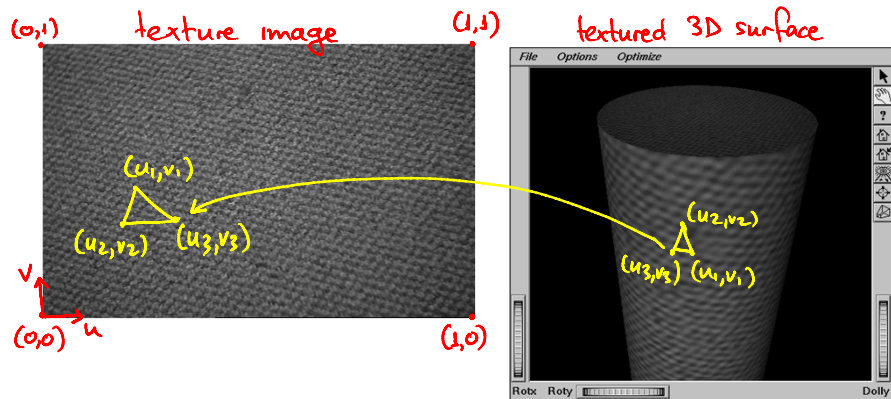 (0,1)
texture image
(1,1)
textured 3D surface
File Options Optimize
?
(u1,v1)
(u2,v2)
(u3,v3)
(u2,v2)
(u3,v3)
(u1,v1)
v
u
(0,0)
(1,0)
Rotx Roty
Dolly